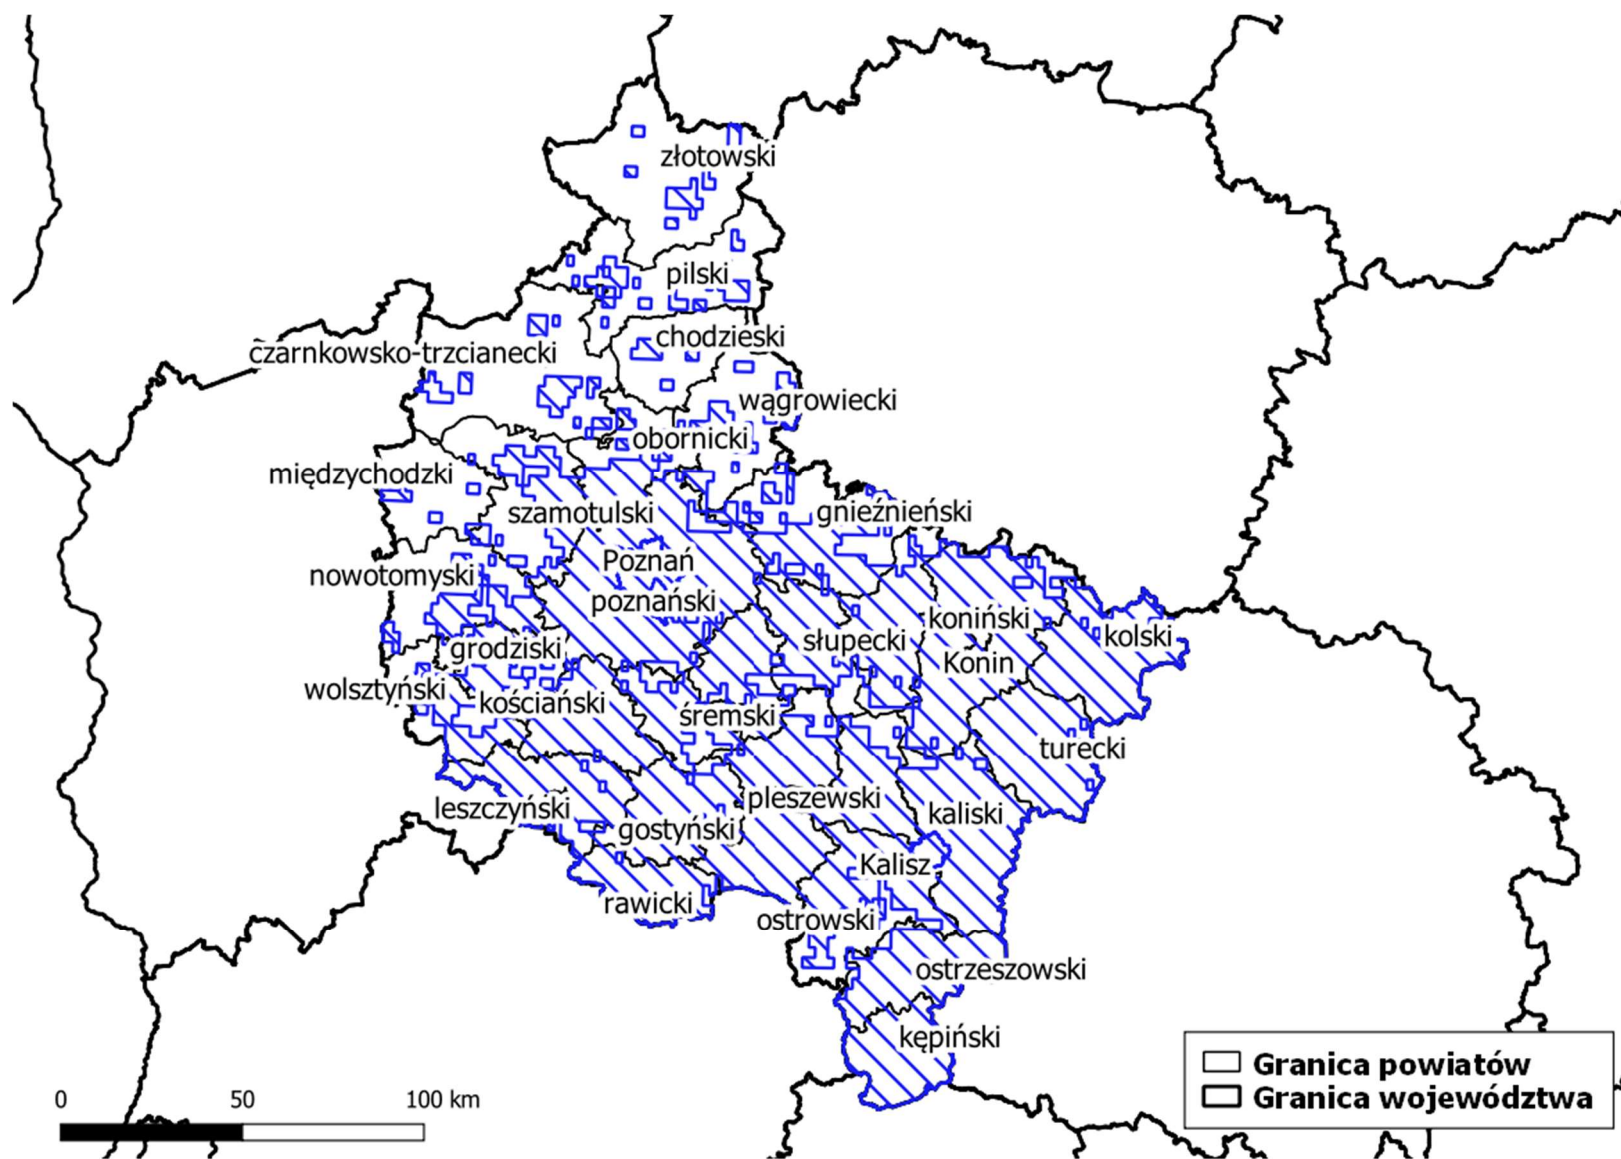 złotowski
pilski
chodzieski
czarnkowsko-trzcianecki
wągrowiecki
obornicki
międzychodzki
szamotulski
gnieźnieński
Poznań
nowotomyski
poznański
koniński
słupecki
kolski
grodziski
Konin
wolsztyński
kościański
śremski
turecki
pleszewski
leszczyński
kaliski
gostyński
Kalisz
rawicki
ostrowski
ostrzeszowski
kępiński
Granica powiatów
Granica województwa
0 50 100 km